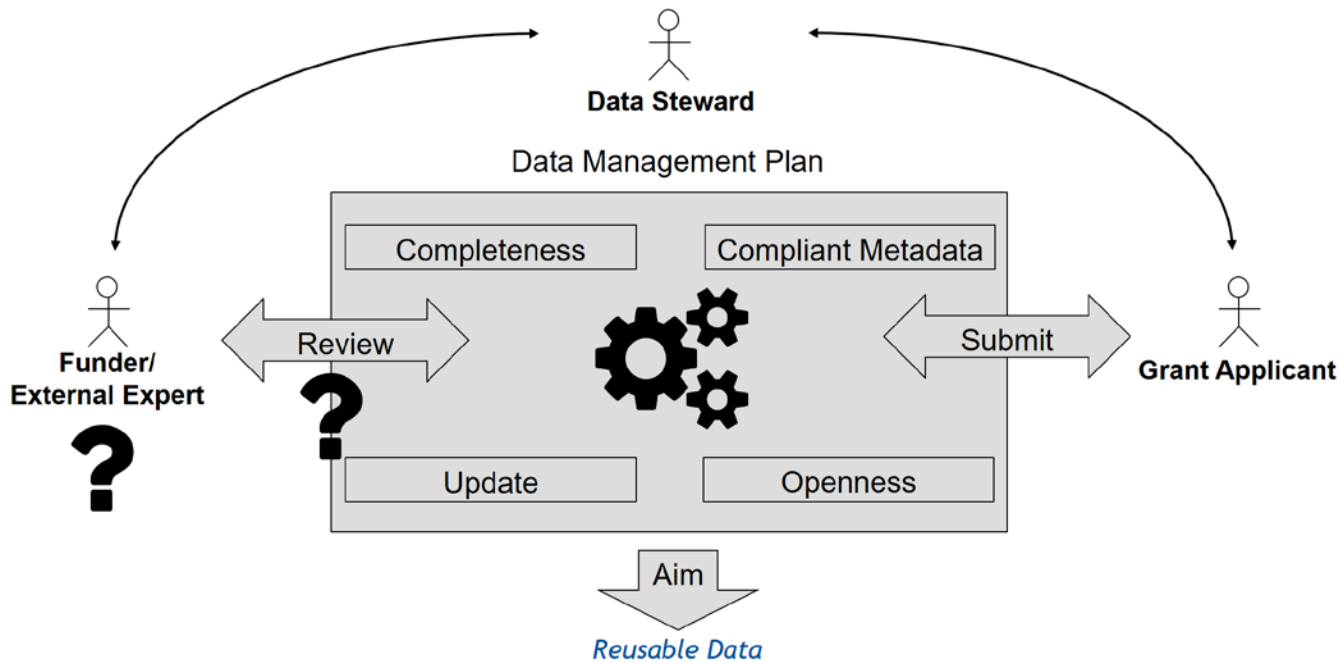 Data Steward
Data Management Plan
Completeness
Compliant Metadata
Review
Submit
Funder/
External Expert
Grant Applicant
?
?
Update
Openness
Aim
Reusable Data